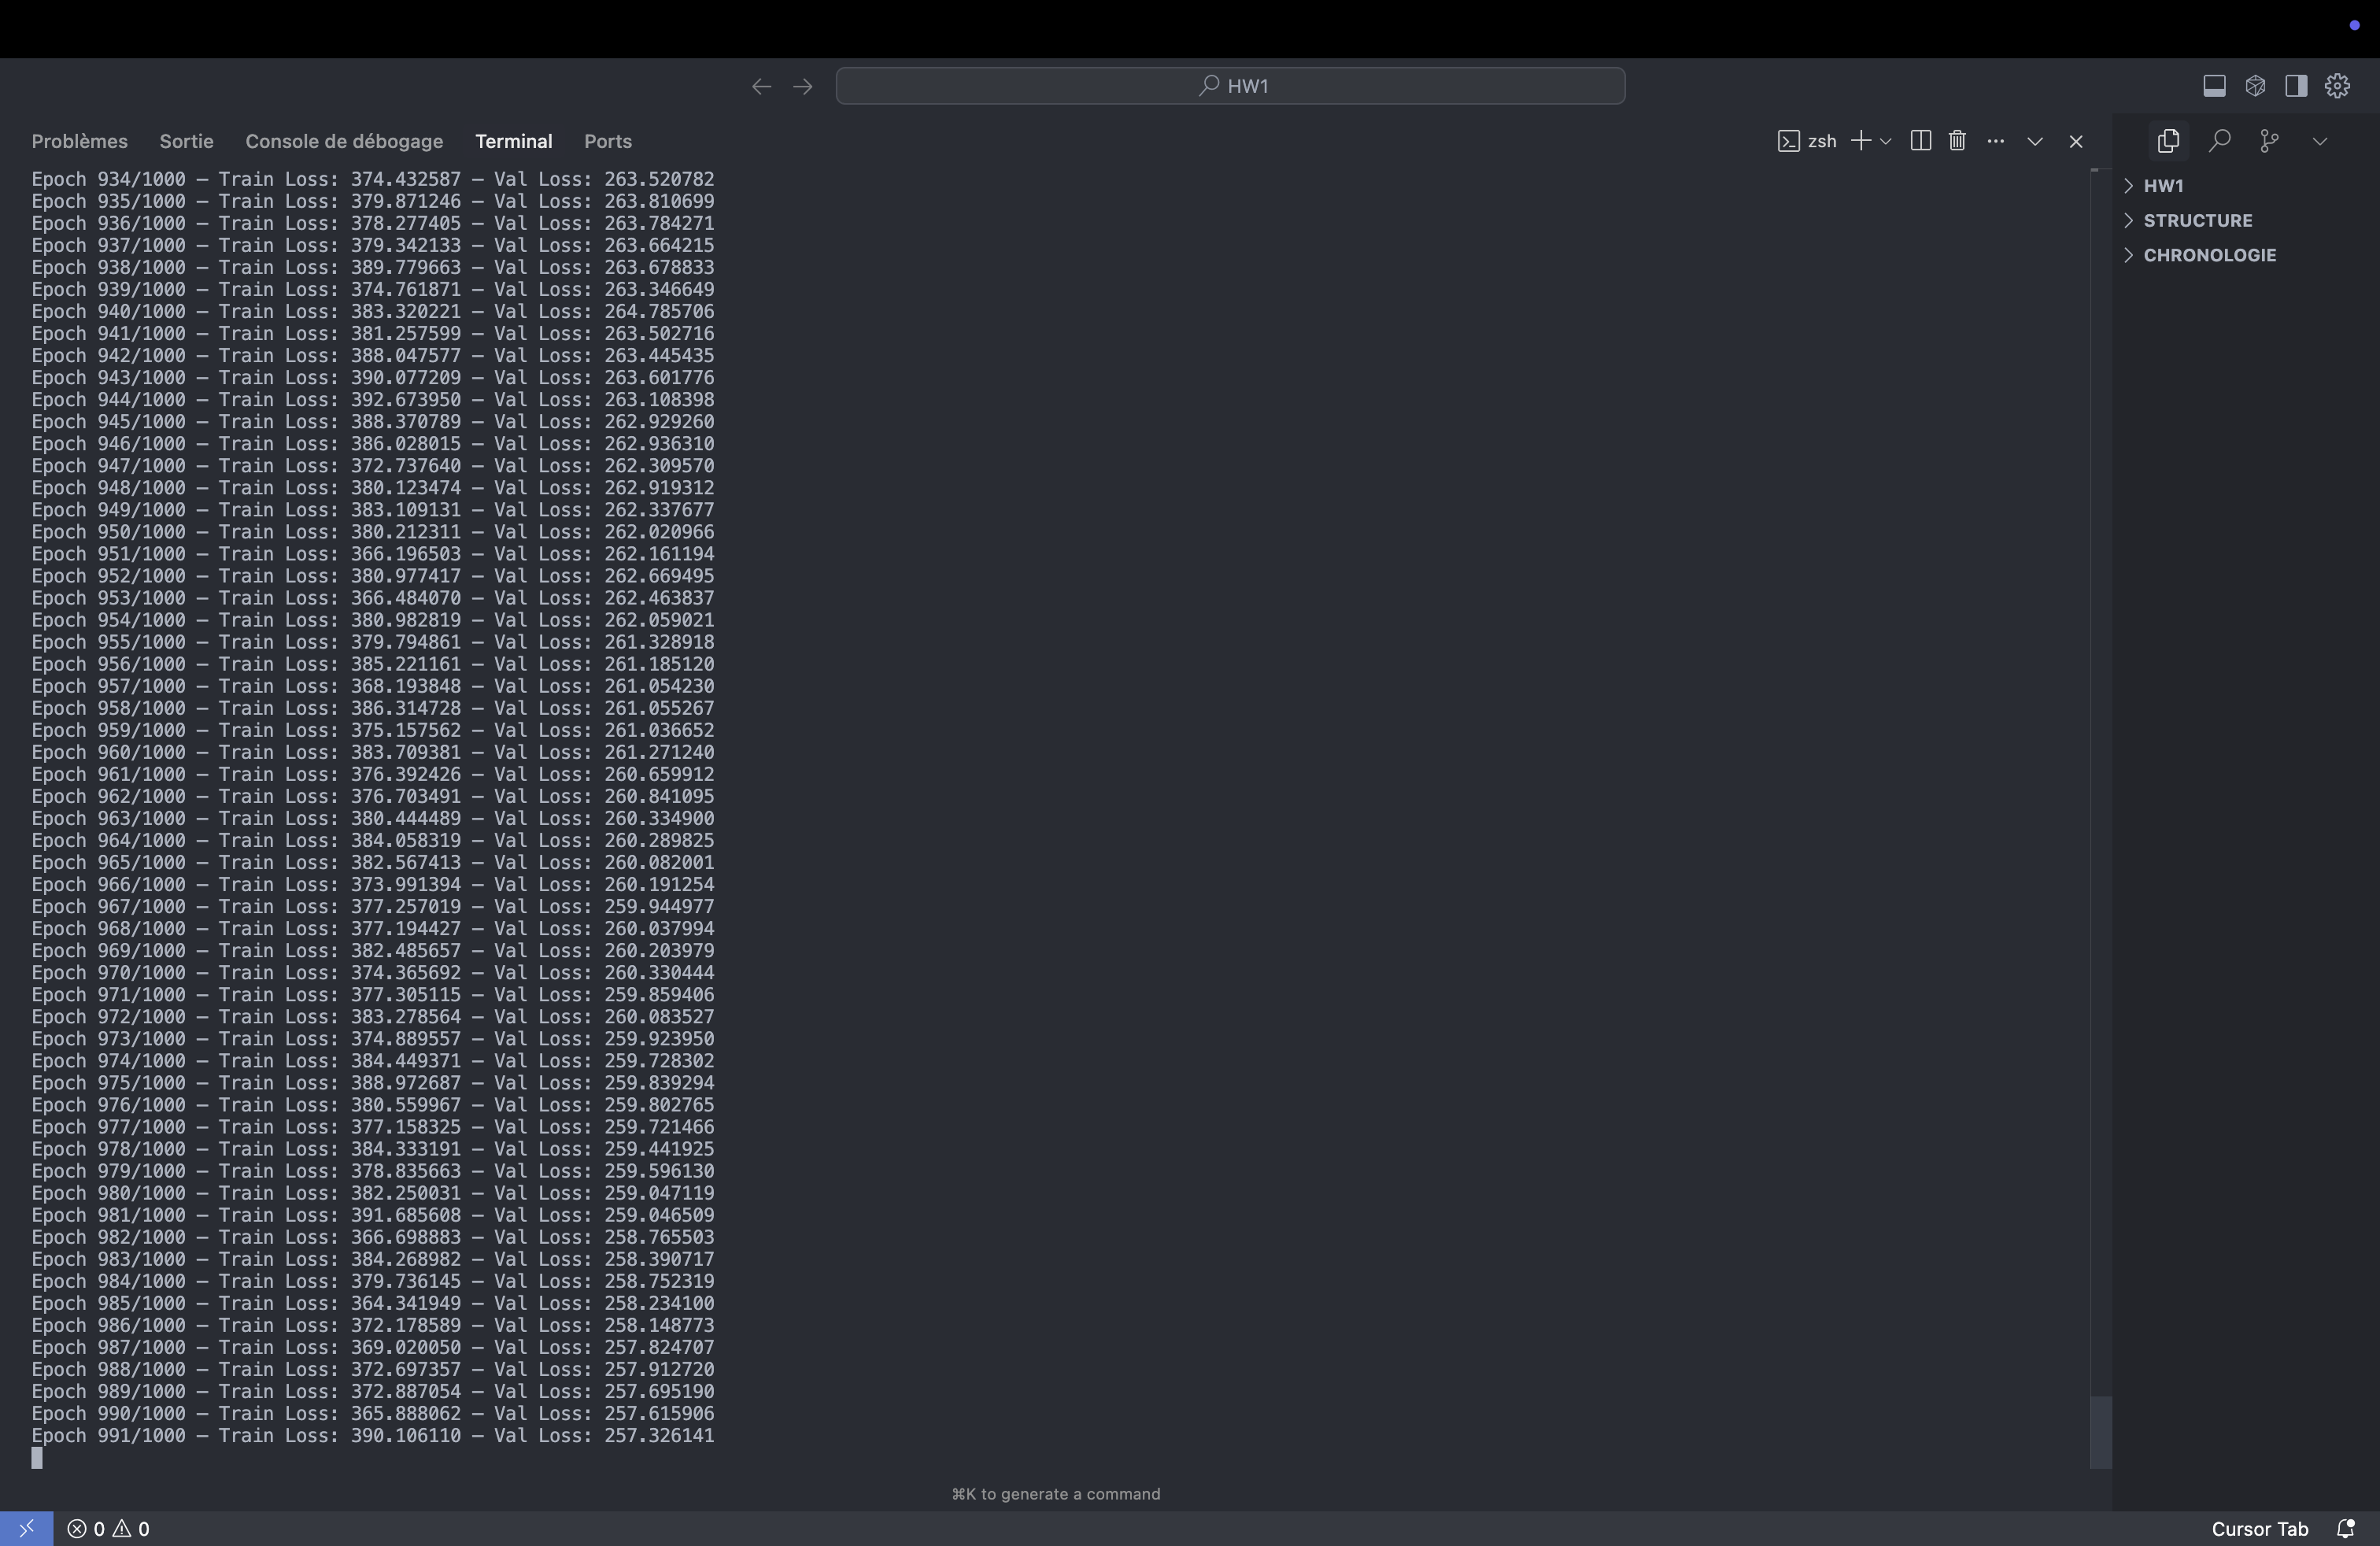 HW1
Problèmes Sortie Console de débogage Terminal Ports zsh
Epoch 934/1000 — Train Loss: 374.432587 — Val Loss: 263.520782
Epoch 935/1000 — Train Loss: 379.871246 — Val Loss: 263.810699
Epoch 936/1000 — Train Loss: 378.277405 — Val Loss: 263.784271
Epoch 937/1000 — Train Loss: 379.342133 — Val Loss: 263.664215
Epoch 938/1000 — Train Loss: 389.779663 — Val Loss: 263.678833
Epoch 939/1000 — Train Loss: 374.761871 — Val Loss: 263.346649
Epoch 940/1000 — Train Loss: 383.320221 — Val Loss: 264.785706
Epoch 941/1000 — Train Loss: 381.257599 — Val Loss: 263.502716
Epoch 942/1000 — Train Loss: 388.047577 — Val Loss: 263.445435
Epoch 943/1000 — Train Loss: 390.077209 — Val Loss: 263.601776
Epoch 944/1000 — Train Loss: 392.673950 — Val Loss: 263.108398
Epoch 945/1000 — Train Loss: 388.370789 — Val Loss: 262.929260
Epoch 946/1000 — Train Loss: 386.028015 — Val Loss: 262.936310
Epoch 947/1000 — Train Loss: 372.737640 — Val Loss: 262.309570
Epoch 948/1000 — Train Loss: 380.123474 — Val Loss: 262.919312
Epoch 949/1000 — Train Loss: 383.109131 — Val Loss: 262.337677
Epoch 950/1000 — Train Loss: 380.212311 — Val Loss: 262.020966
Epoch 951/1000 — Train Loss: 366.196503 — Val Loss: 262.161194
Epoch 952/1000 — Train Loss: 380.977417 — Val Loss: 262.669495
Epoch 953/1000 — Train Loss: 366.484070 — Val Loss: 262.463837
Epoch 954/1000 — Train Loss: 380.982819 — Val Loss: 262.059021
Epoch 955/1000 — Train Loss: 379.794861 — Val Loss: 261.328918
Epoch 956/1000 — Train Loss: 385.221161 — Val Loss: 261.185120
Epoch 957/1000 — Train Loss: 368.193848 — Val Loss: 261.054230
Epoch 958/1000 — Train Loss: 386.314728 — Val Loss: 261.055267
Epoch 959/1000 — Train Loss: 375.157562 — Val Loss: 261.036652
Epoch 960/1000 — Train Loss: 383.709381 — Val Loss: 261.271240
Epoch 961/1000 — Train Loss: 376.392426 — Val Loss: 260.659912
Epoch 962/1000 — Train Loss: 376.703491 — Val Loss: 260.841095
Epoch 963/1000 — Train Loss: 380.444489 — Val Loss: 260.334900
Epoch 964/1000 — Train Loss: 384.058319 — Val Loss: 260.289825
Epoch 965/1000 — Train Loss: 382.567413 — Val Loss: 260.082001
Epoch 966/1000 — Train Loss: 373.991394 — Val Loss: 260.191254
Epoch 967/1000 — Train Loss: 377.257019 — Val Loss: 259.944977
Epoch 968/1000 — Train Loss: 377.194427 — Val Loss: 260.037994
Epoch 969/1000 — Train Loss: 382.485657 — Val Loss: 260.203979
Epoch 970/1000 — Train Loss: 374.365692 — Val Loss: 260.330444
Epoch 971/1000 — Train Loss: 377.305115 — Val Loss: 259.859406
Epoch 972/1000 — Train Loss: 383.278564 — Val Loss: 260.083527
Epoch 973/1000 — Train Loss: 374.889557 — Val Loss: 259.923950
Epoch 974/1000 — Train Loss: 384.449371 — Val Loss: 259.728302
Epoch 975/1000 — Train Loss: 388.972687 — Val Loss: 259.839294
Epoch 976/1000 — Train Loss: 380.559967 — Val Loss: 259.802765
Epoch 977/1000 — Train Loss: 377.158325 — Val Loss: 259.721466
Epoch 978/1000 — Train Loss: 384.333191 — Val Loss: 259.441925
Epoch 979/1000 — Train Loss: 378.835663 — Val Loss: 259.596130
Epoch 980/1000 — Train Loss: 382.250031 — Val Loss: 259.047119
Epoch 981/1000 — Train Loss: 391.685608 — Val Loss: 259.046509
Epoch 982/1000 — Train Loss: 366.698883 — Val Loss: 258.765503
Epoch 983/1000 — Train Loss: 384.268982 — Val Loss: 258.390717
Epoch 984/1000 — Train Loss: 379.736145 — Val Loss: 258.752319
Epoch 985/1000 — Train Loss: 364.341949 — Val Loss: 258.234100
Epoch 986/1000 — Train Loss: 372.178589 — Val Loss: 258.148773
Epoch 987/1000 — Train Loss: 369.020050 — Val Loss: 257.824707
Epoch 988/1000 — Train Loss: 372.697357 — Val Loss: 257.912720
Epoch 989/1000 — Train Loss: 372.887054 — Val Loss: 257.695190
Epoch 990/1000 — Train Loss: 365.888062 — Val Loss: 257.615906
Epoch 991/1000 — Train Loss: 390.106110 — Val Loss: 257.326141
⌘K to generate a command
HW1
STRUCTURE
CHRONOLOGIE
0 0
Cursor Tab